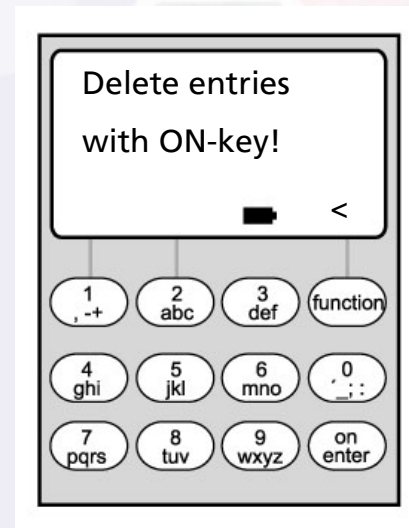 Delete entries
with ON-key!
<
1
, -+
2
abc
3
def
function
4
ghi
5
jkl
6
mno
0
´_; :
7
pqrs
8
tuv
9
wxyz
on
enter